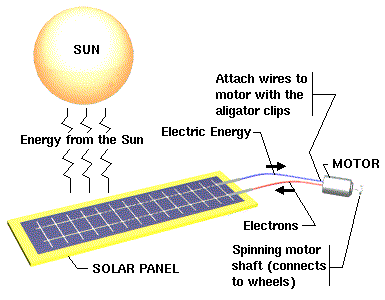 SUN
Attach wires to
motor with the
aligator clips
Energy from the Sun
Electric Energy
MOTOR
Electrons
Spinning motor
shaft (connects
to wheels)
SOLAR PANEL